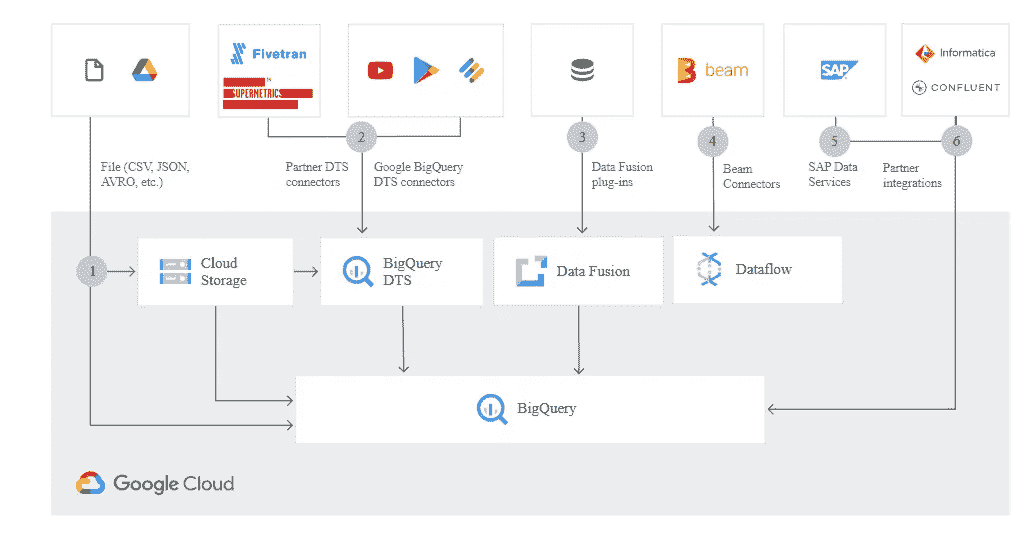 Fivetran
SUPERMETRICS
beam
SAP
Informatica
CONFLUENT
2
3
4
5
6
File (CSV, JSON,
AVRO, etc.)
Partner DTS
connectors
Google BigQuery
DTS connectors
Data Fusion
plug-ins
Beam
Connectors
SAP Data
Services
Partner
integrations
1
Cloud
Storage
BigQuery
DTS
Data Fusion
Dataflow
BigQuery
Google Cloud